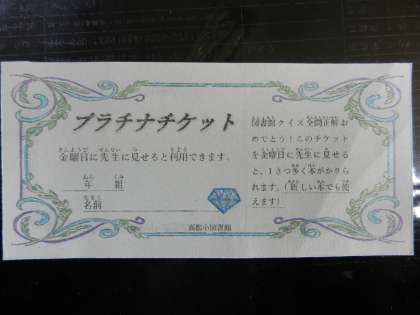 プラチナチケット
金曜日に先生に見せると利用できます。
年 組
名前
図書館クイズ全問正解お
めでとう！このチケット
を金曜日に先生に見せる
と、1さつ多く本がかりら
れます。（新しい本でも使
えます）